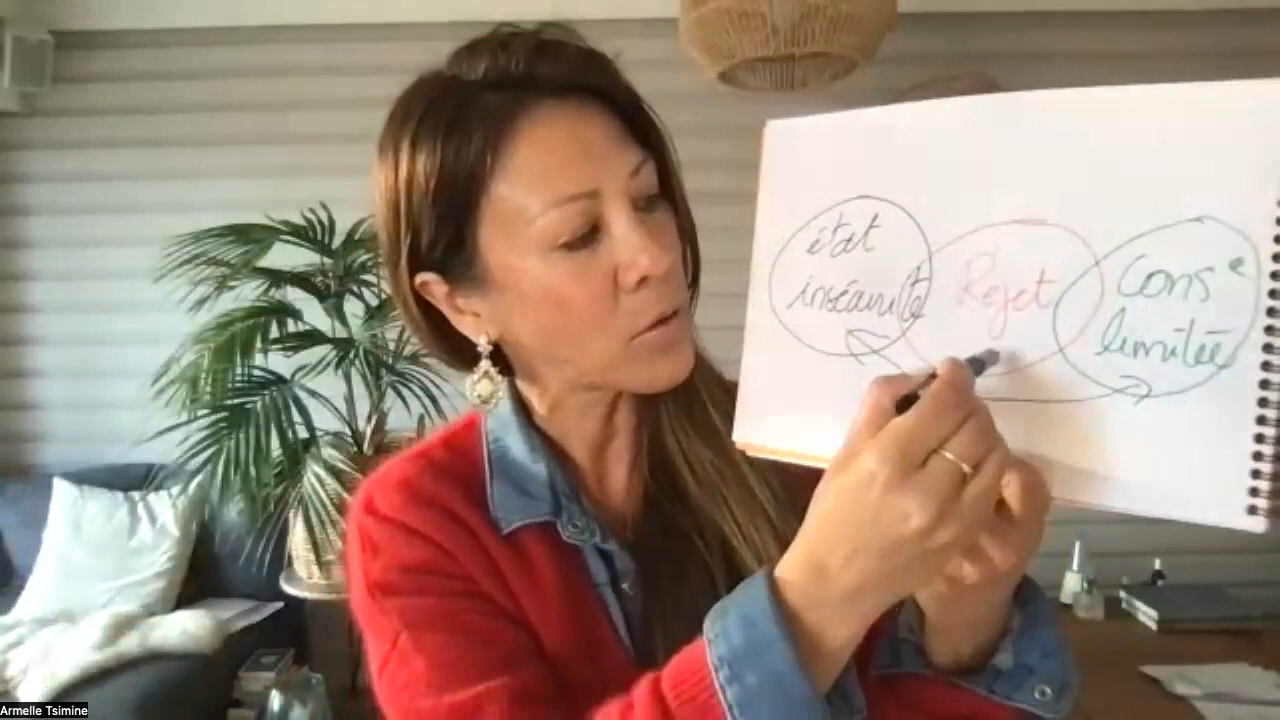 état
insécurité
Rejet
Cons e
limitée
Armelle Tsimine